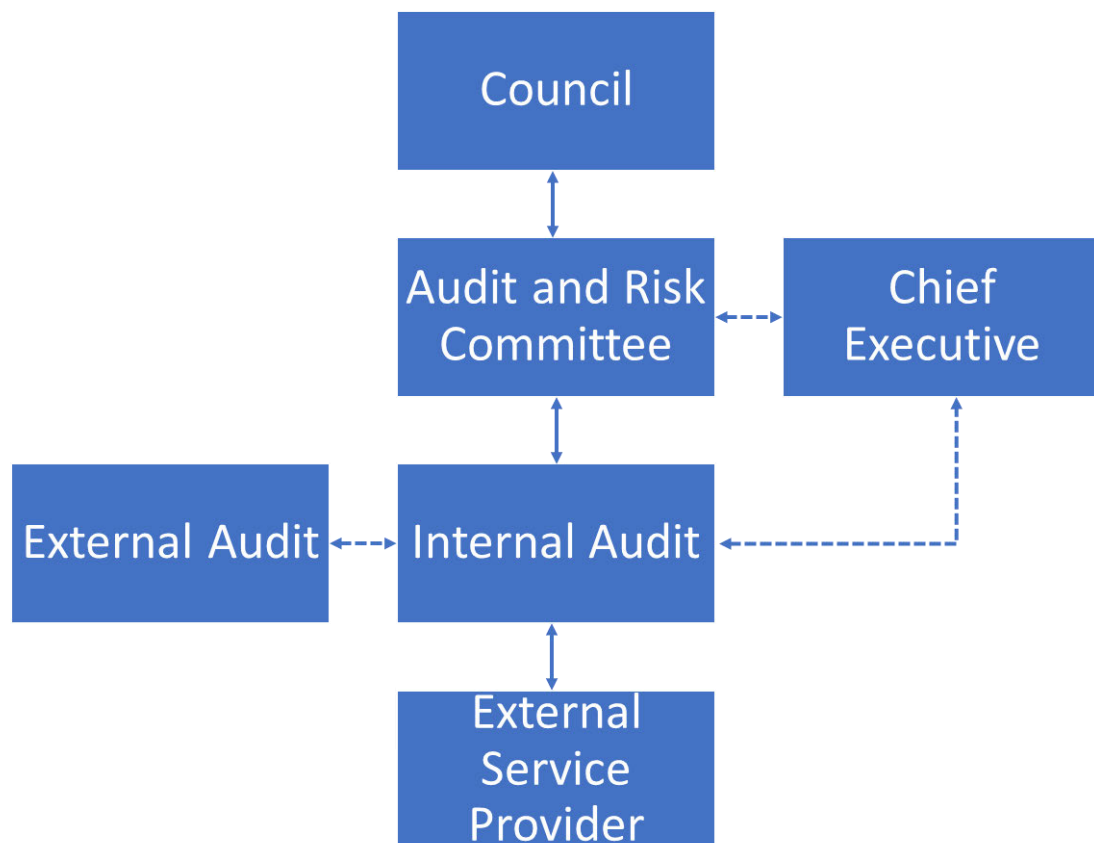 Council
Audit and Risk
Committee
Chief
Executive
External Audit
Internal Audit
External
Service
Provider